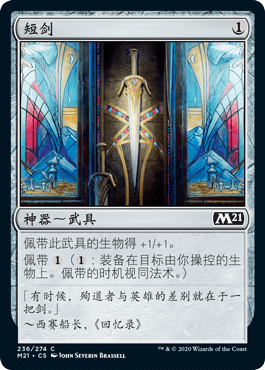 短剑 1
神器～武具 M21
佩带此武具的生物得 +1/+1。
佩带 1（1：装备在目标由你操控的生
物上。佩带的时机视同法术。）
「有时候，殉道者与英雄的差别就在于一
把剑。」
～西赛船长，《回忆录》
236/274 C
M21 • CS JOHN SEVERIN BRASSELL
™ & © 2020 Wizards of the Coast